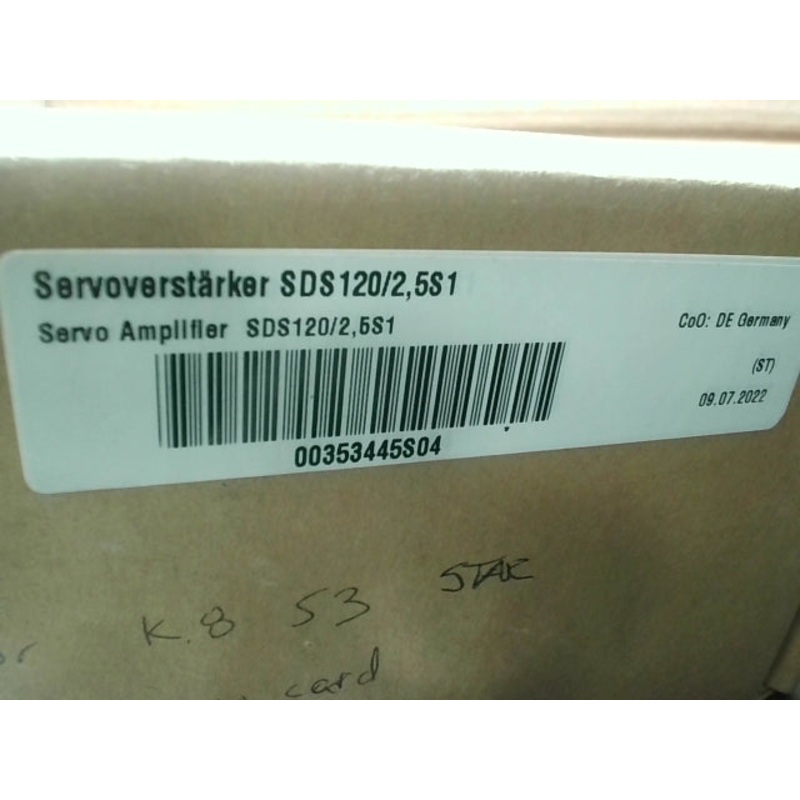 Servoverstärker SDS120/2,5S1
Servo Amplifier SDS120/2,5S1
CoO: DE Germany
(ST)
09.07.2022
00353445S04
K.8 53
card